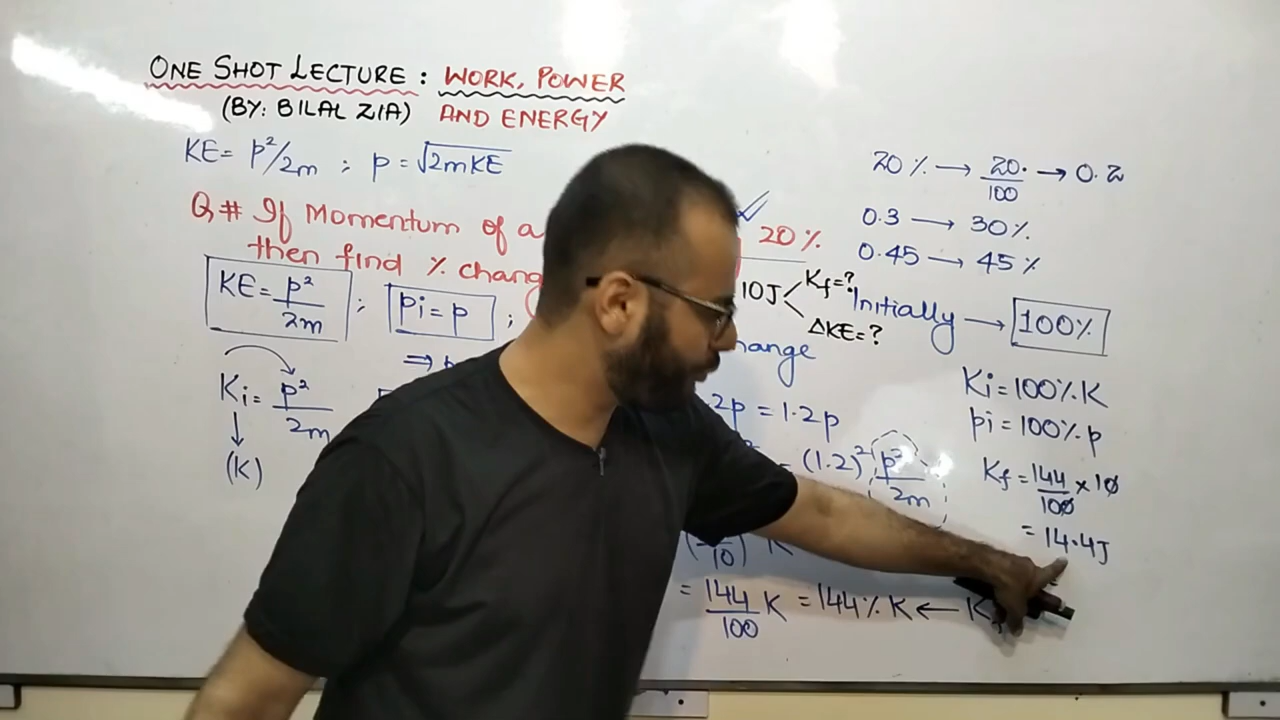 ONE SHOT LECTURE : WORK, POWER
(BY: BILAL ZIA) AND ENERGY
KE = p²/2m ; p = √2mKE
Q# If Momentum of a 20%
then find % chang
KE = p²/2m ; pi = p ;
10J Kf = ?
ΔKE = ?
hange
⇒ p
Ki = p²/2m
(K)
.2p = 1.2p
= (1.2)² p²/2m
10) K
= 144/100 K = 144% K ← K
20% → 20/100 → 0.2
0.3 → 30%
0.45 → 45%
Initially → 100%
Ki = 100% K
pi = 100% p
Kf = 144/100 × 10
= 14.4J